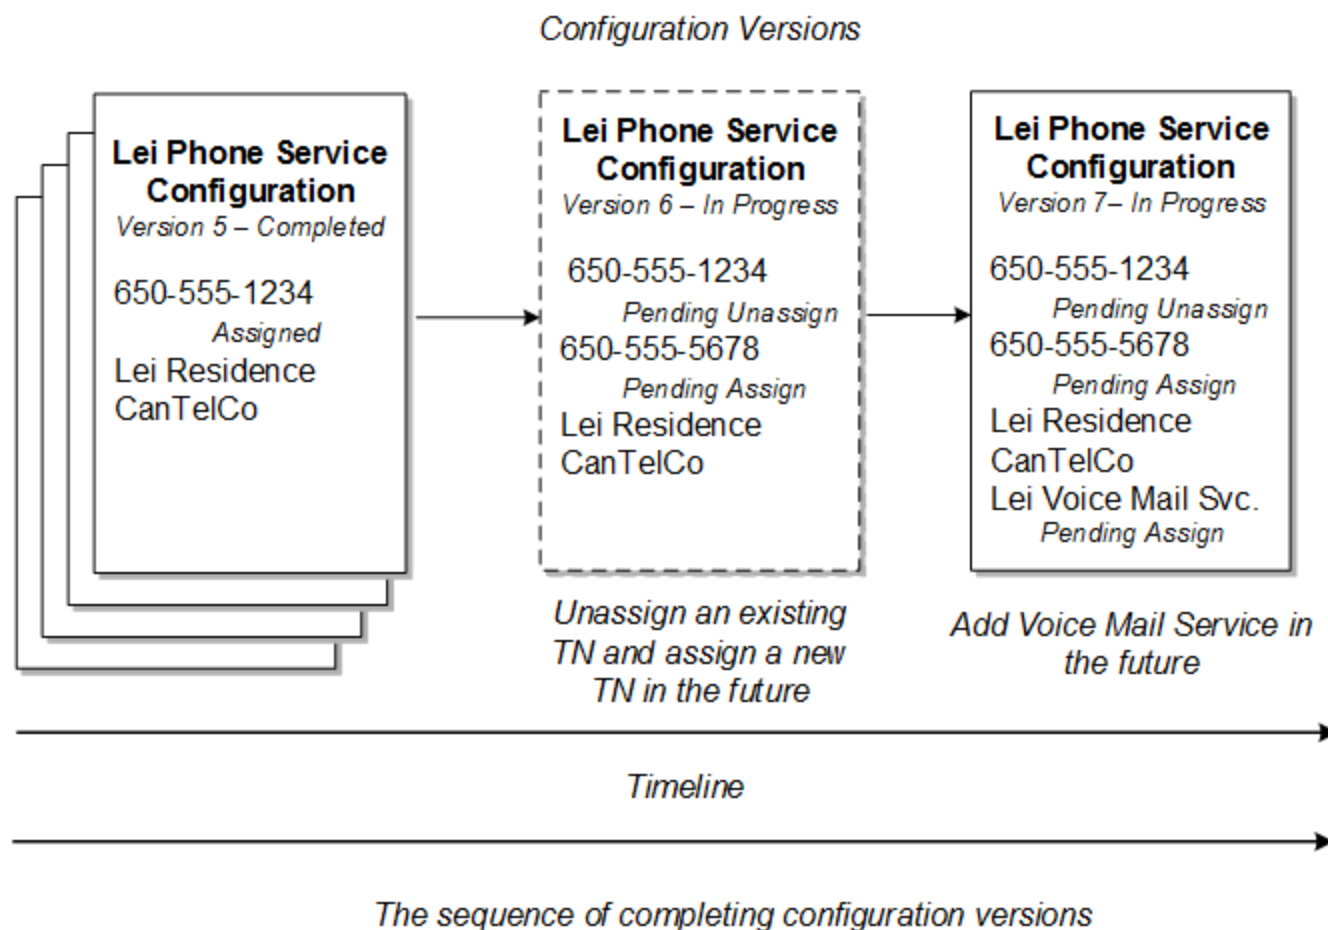 Configuration Versions
Lei Phone Service
Configuration
Version 5 – Completed
650-555-1234
Assigned
Lei Residence
CanTelCo
Lei Phone Service
Configuration
Version 6 – In Progress
650-555-1234
Pending Unassign
650-555-5678
Pending Assign
Lei Residence
CanTelCo
Unassign an existing
TN and assign a new
TN in the future
Lei Phone Service
Configuration
Version 7– In Progress
650-555-1234
Pending Unassign
650-555-5678
Pending Assign
Lei Residence
CanTelCo
Lei Voice Mail Svc.
Pending Assign
Add Voice Mail Service in
the future
Timeline
The sequence of completing configuration versions